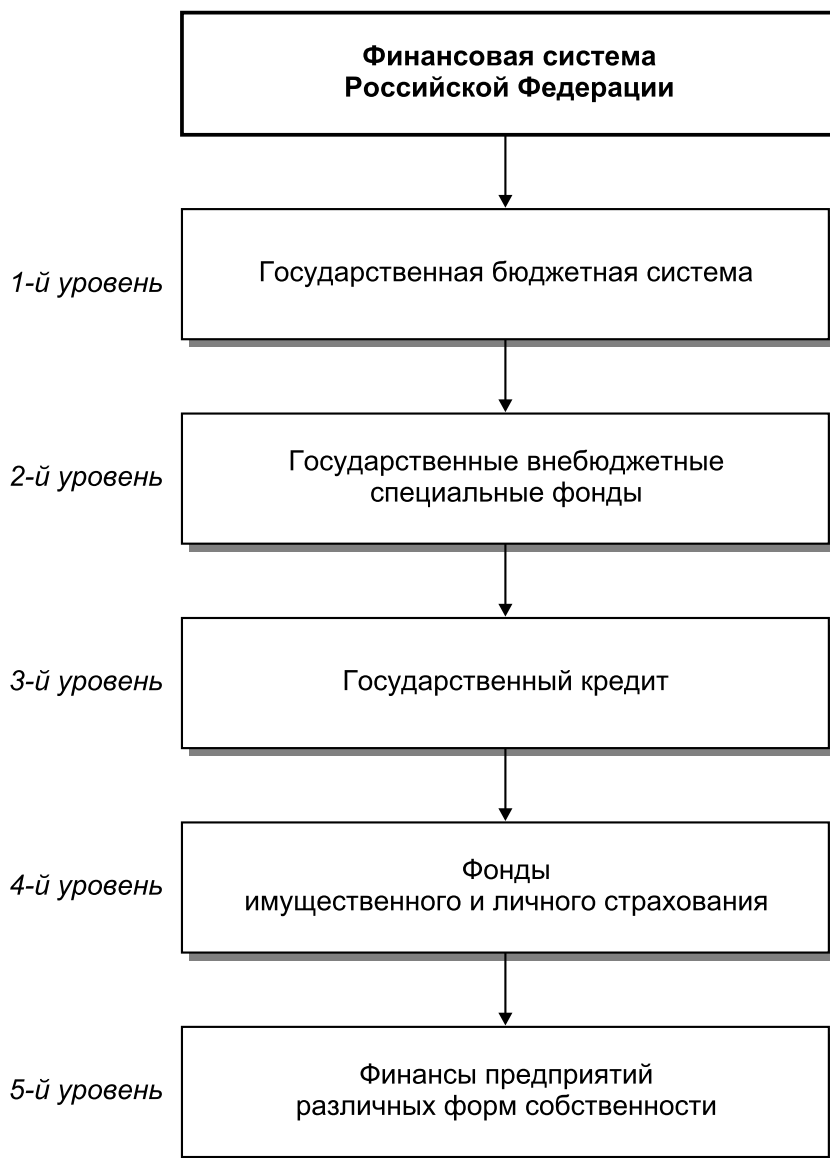 Финансовая система
Российской Федерации
1-й уровень
Государственная бюджетная система
2-й уровень
Государственные внебюджетные
специальные фонды
3-й уровень
Государственный кредит
4-й уровень
Фонды
имущественного и личного страхования
5-й уровень
Финансы предприятий
различных форм собственности